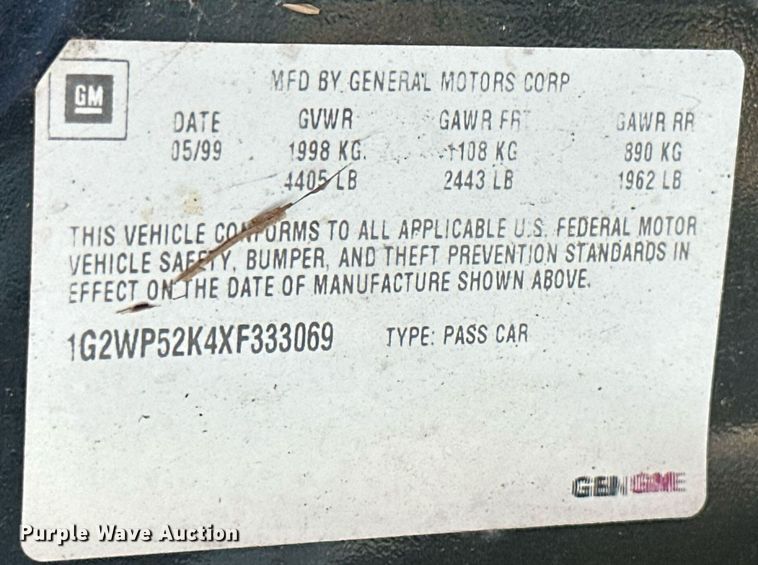 GM
MFD BY GENERAL MOTORS CORP
DATE GVWR GAWR FRT GAWR RR
05/99 1998 KG. 1108 KG 890 KG
4405 LB 2443 LB 1962 LB
THIS VEHICLE CONFORMS TO ALL APPLICABLE U.S. FEDERAL MOTOR
VEHICLE SAFETY, BUMPER, AND THEFT PREVENTION STANDARDS IN
EFFECT ON THE DATE OF MANUFACTURE SHOWN ABOVE.
1G2WP52K4XF333069 TYPE: PASS CAR
Purple Wave Auction